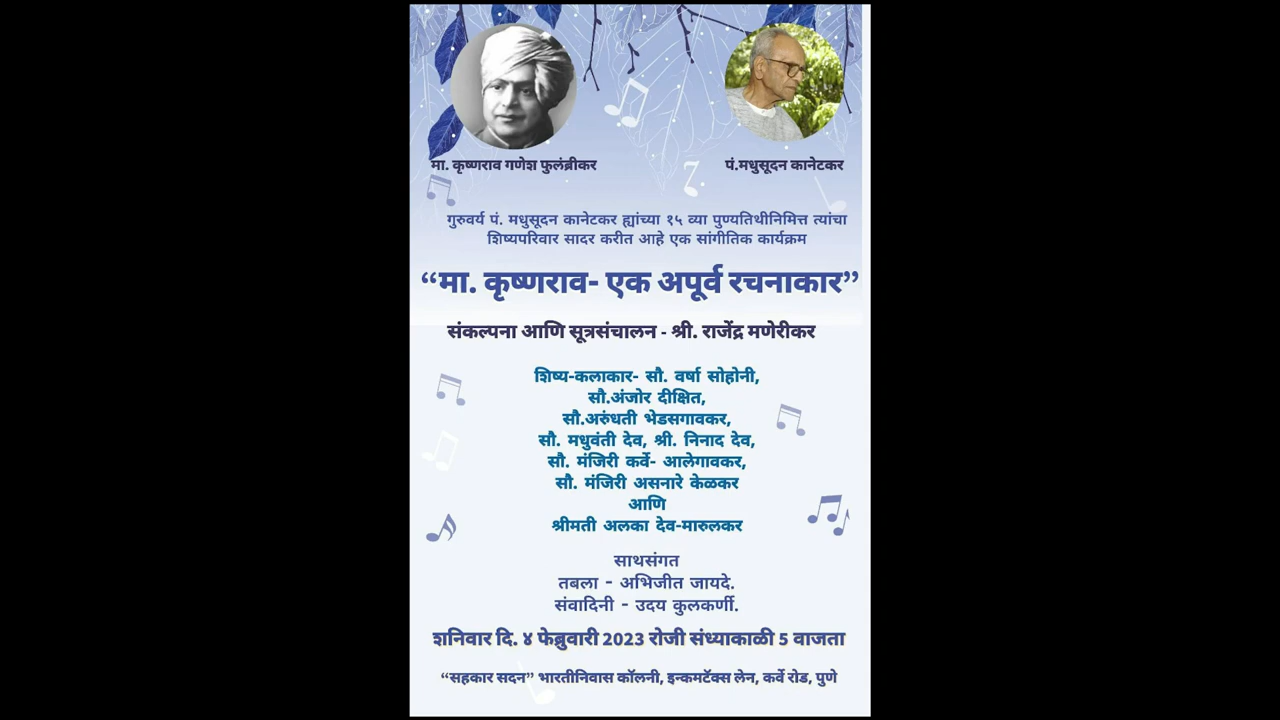 मा. कृष्णराव गणेश फुलंब्रीकर
पं.मधुसूदन कानेटकर
गुरुवर्य पं. मधुसूदन कानेटकर ह्यांच्या १५ व्या पुण्यतिथीनिमित्त त्यांचा
शिष्यपरिवार सादर करीत आहे एक सांगीतिक कार्यक्रम
“मा. कृष्णराव- एक अपूर्व रचनाकार”
संकल्पना आणि सूत्रसंचालन - श्री. राजेंद्र मणेरीकर
शिष्य-कलाकार- सौ. वर्षा सोहोनी,
सौ.अंजोर दीक्षित,
सौ.अरुंधती भेडसगावकर,
सौ. मधुवंती देव, श्री. निनाद देव,
सौ. मंजिरी कर्वे- आलेगावकर,
सौ. मंजिरी असनारे केळकर
आणि
श्रीमती अलका देव-मारुलकर
साथसंगत
तबला - अभिजीत जायदे.
संवादिनी - उदय कुलकर्णी.
शनिवार दि. ४ फेब्रुवारी 2023 रोजी संध्याकाळी 5 वाजता
“सहकार सदन” भारतीनिवास कॉलनी, इन्कमटॅक्स लेन, कर्वे रोड, पुणे